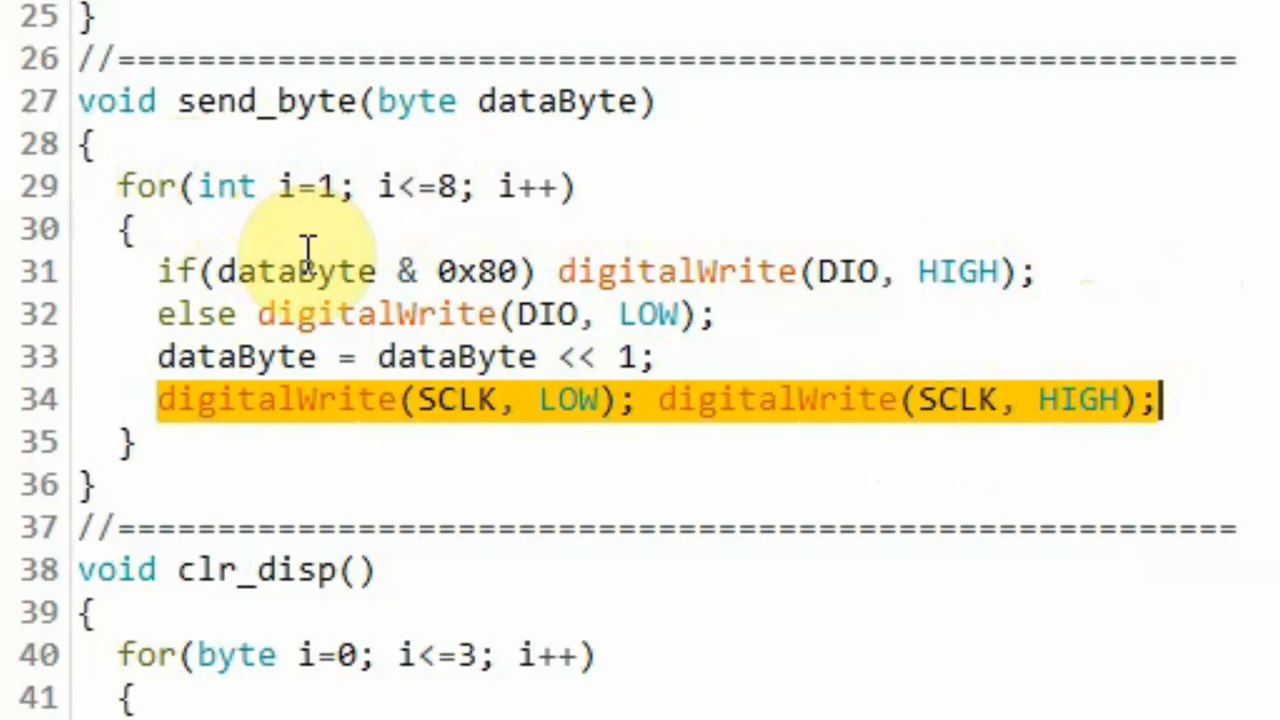 25 }
26 //========================================================
27 void send_byte(byte dataByte)
28 {
29   for(int i=1; i<=8; i++)
30   {
31     if(dataByte & 0x80) digitalWrite(DIO, HIGH);
32     else digitalWrite(DIO, LOW);
33     dataByte = dataByte << 1;
34     digitalWrite(SCLK, LOW); digitalWrite(SCLK, HIGH);
35   }
36 }
37 //========================================================
38 void clr_disp()
39 {
40   for(byte i=0; i<=3; i++)
41   {